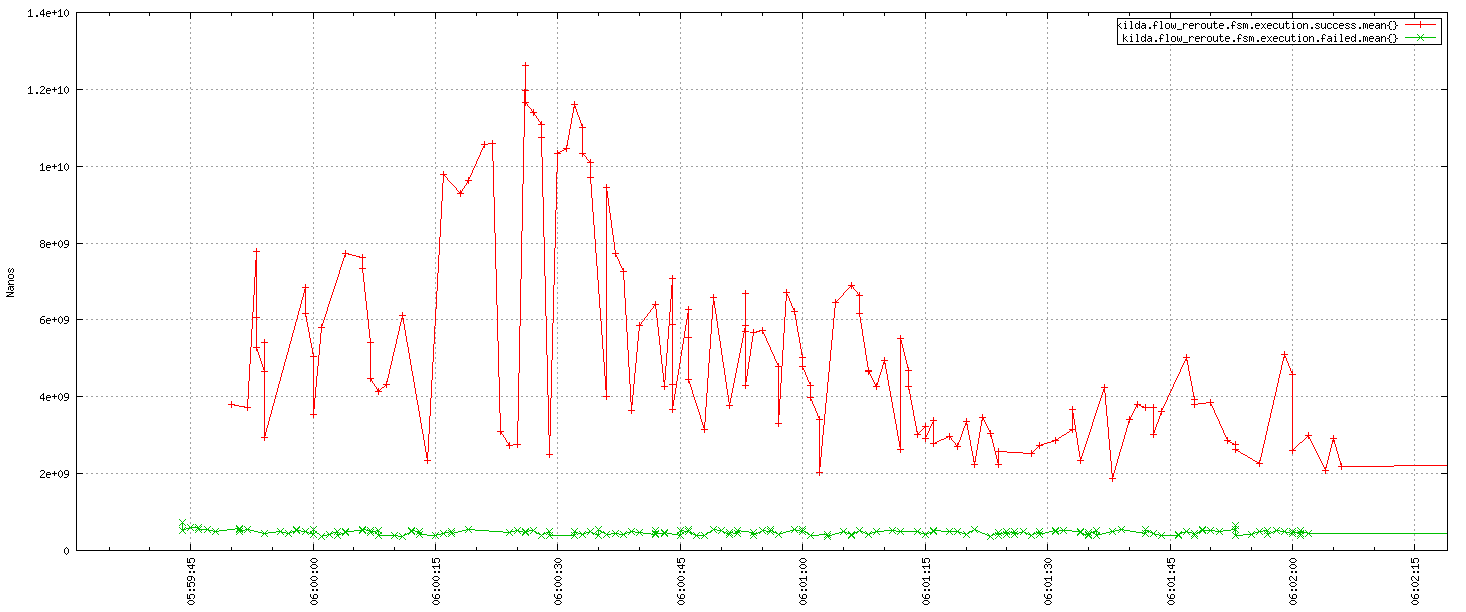 1.4e+10
1.2e+10
1e+10
8e+09
6e+09
4e+09
2e+09
0
Nanos
kilda.flow_reroute.fsm.execution.success.mean{}
kilda.flow_reroute.fsm.execution.failed.mean{}
05:59:45
06:00:00
06:00:15
06:00:30
06:00:45
06:01:00
06:01:15
06:01:30
06:01:45
06:02:00
06:02:15